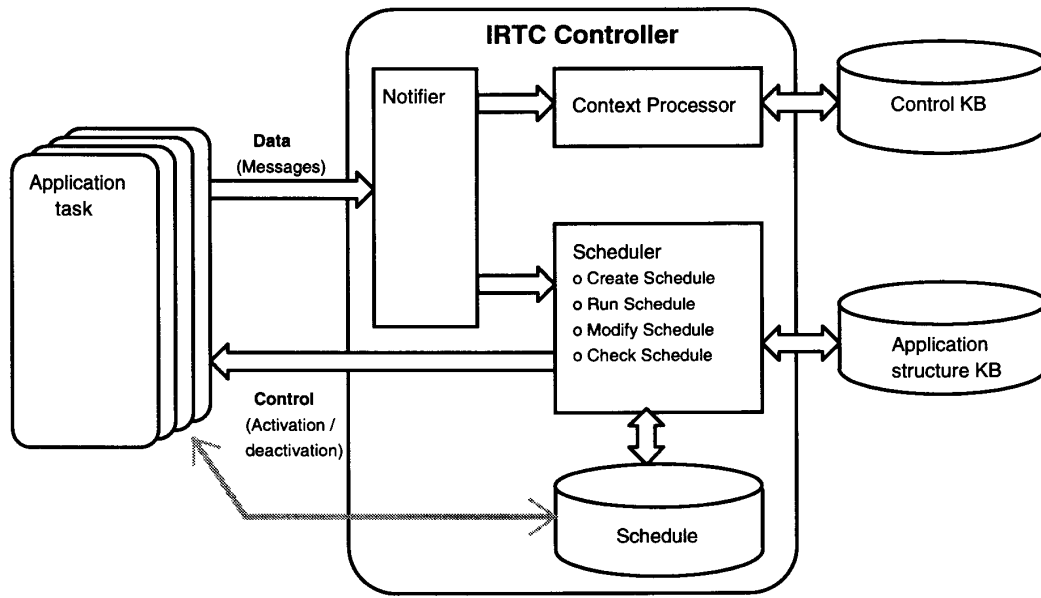 IRTC Controller
Notifier
Context Processor
Control KB
Data
(Messages)
Application
task
Scheduler
o Create Schedule
o Run Schedule
o Modify Schedule
o Check Schedule
Application
structure KB
Control
(Activation /
deactivation)
Schedule